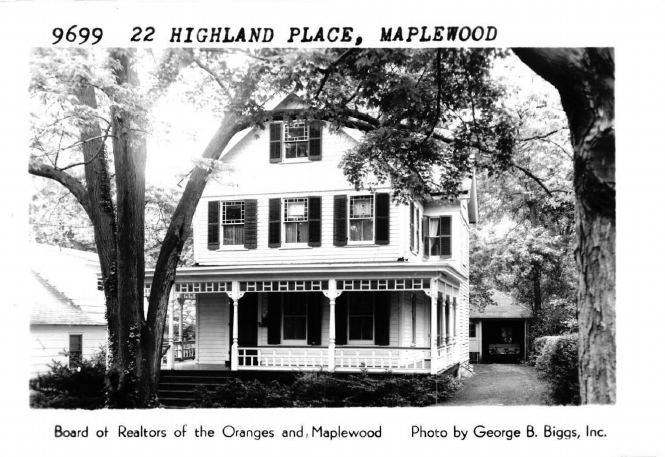 9699 22 HIGHLAND PLACE, MAPLEWOOD
Board of Realtors of the Oranges and, Maplewood Photo by George B. Biggs, Inc.